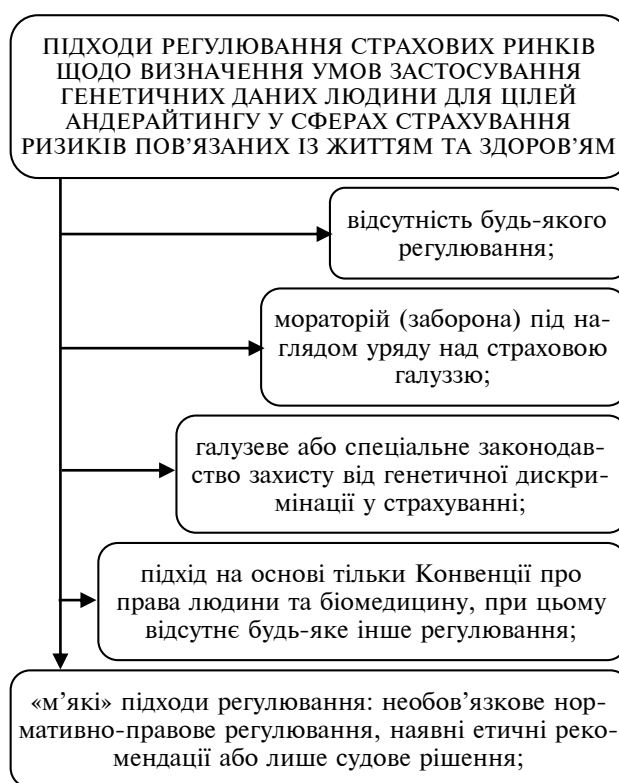 ПІДХОДИ РЕГУЛЮВАННЯ СТРАХОВИХ РИНКІВ
ЩОДО ВИЗНАЧЕННЯ УМОВ ЗАСТОСУВАННЯ
ГЕНЕТИЧНИХ ДАНИХ ЛЮДИНИ ДЛЯ ЦІЛЕЙ
АНДЕРАЙТИНГУ У СФЕРАХ СТРАХУВАННЯ
РИЗИКІВ ПОВ’ЯЗАНИХ ІЗ ЖИТТЯМ ТА ЗДОРОВ’ЯМ
відсутність будь-якого
регулювання;
мораторій (заборона) під на-
глядом уряду над страховою
галуззю;
галузеве або спеціальне законодав-
ство захисту від генетичної дискри-
мінації у страхуванні;
підхід на основі тільки Конвенції про
права людини та біомедицину, при цьому
відсутнє будь-яке інше регулювання;
«м’які» підходи регулювання: необов’язкове нор-
мативно-правове регулювання, наявні етичні реко-
мендації або лише судове рішення;